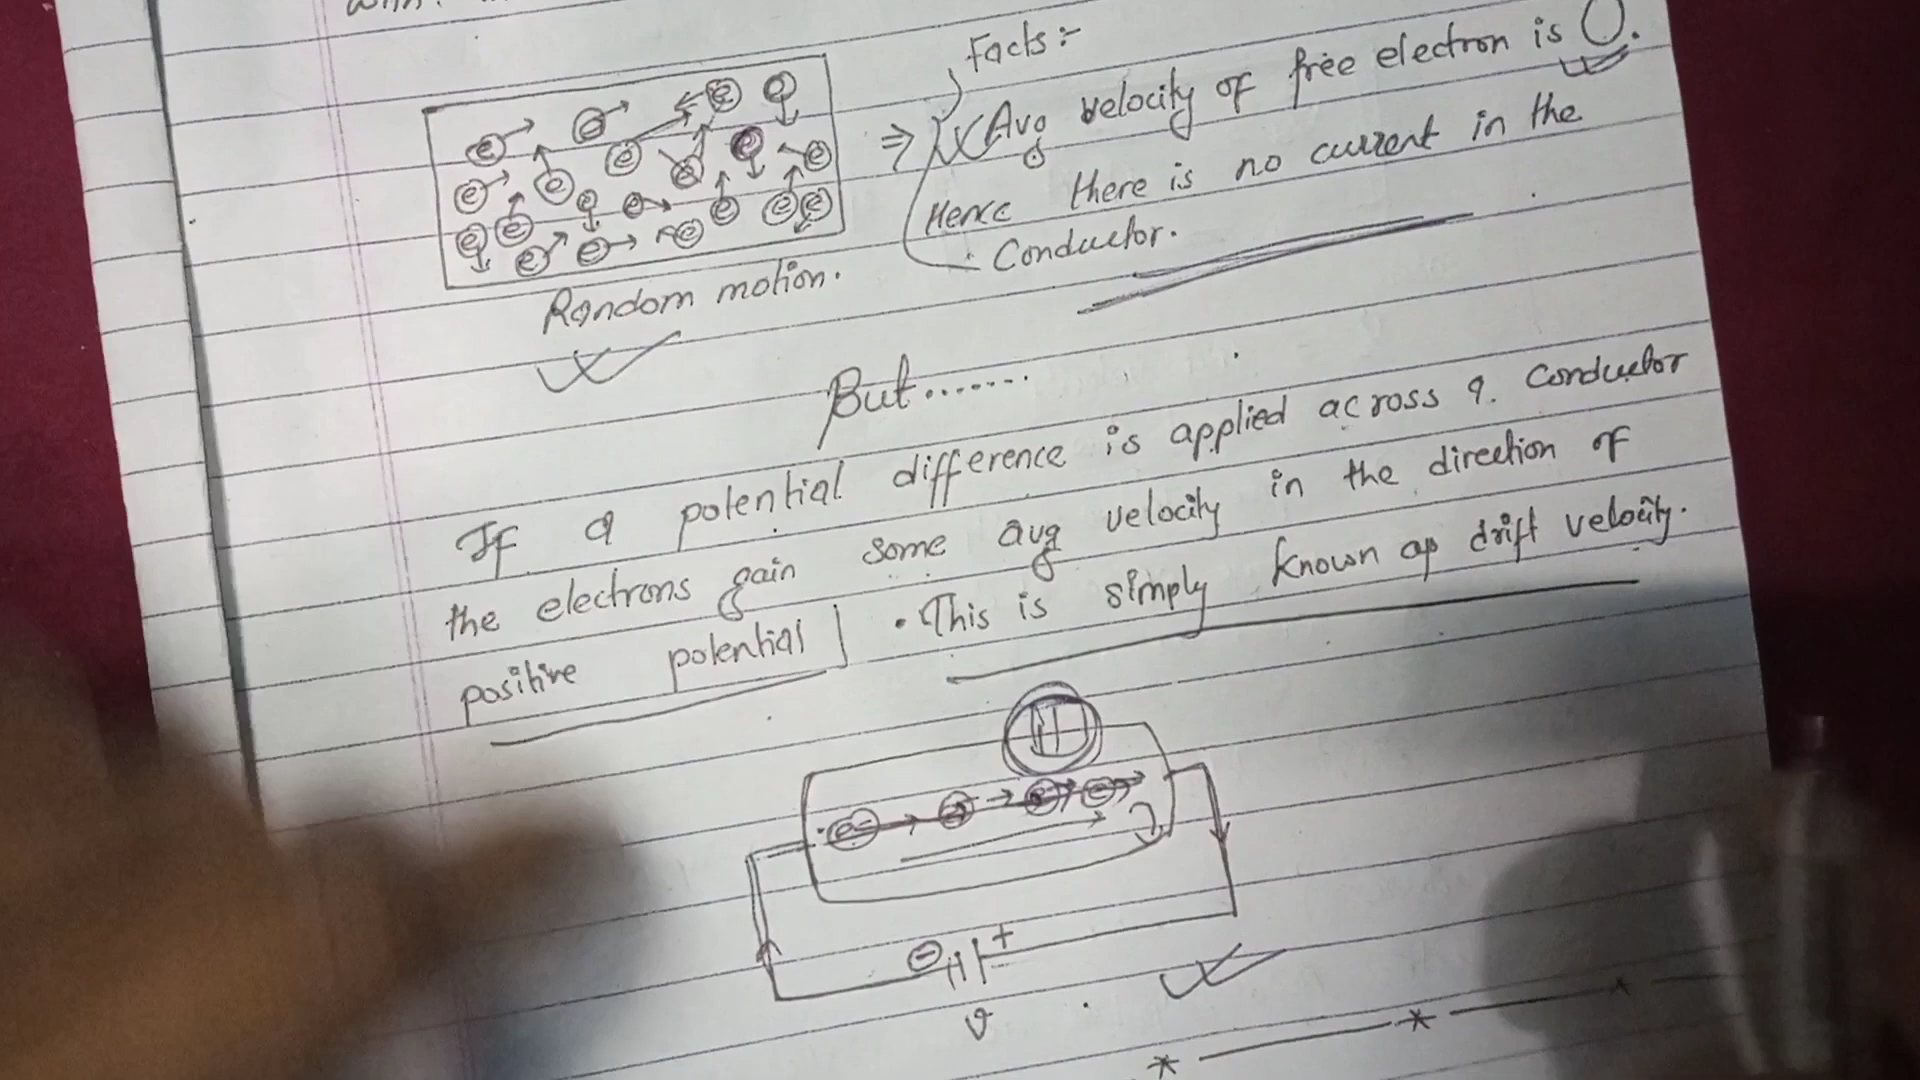 Facts:-
⇒ Avg velocity of free electron is 0.
Hence there is no current in the
Conductor.
e e e e
e e e e e
e e e e e e
e e e e e e
Random motion.
But.......
If a potential difference is applied across a conductor
the electrons gain some avg velocity in the direction of
positive potential. This is simply known as drift velocity.
e e e e
- +
v